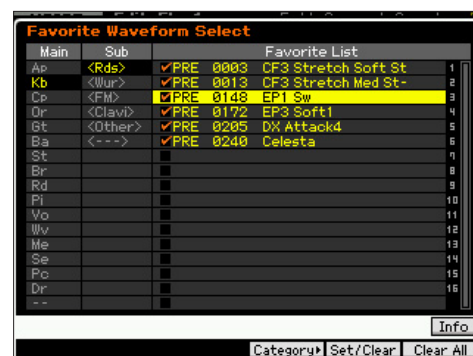 Favorite Waveform Select
Main Sub Favorite List
Ap <Rds> PRE 0003 CF3 Stretch Soft St 1
Kb <Wur> PRE 0013 CF3 Stretch Med St- 2
Cp <FM> PRE 0148 EP1 Sw 3
Or <Clavi> PRE 0172 EP3 Soft1 4
Gt <Other> PRE 0205 DX Attack4 5
Ba <---> PRE 0240 Celesta 6
St 7
Br 8
Rd 9
Pi 10
Vo 11
Wv 12
Me 13
Se 14
Pc 15
Dr 16
--
Info
Category Set/Clear Clear All